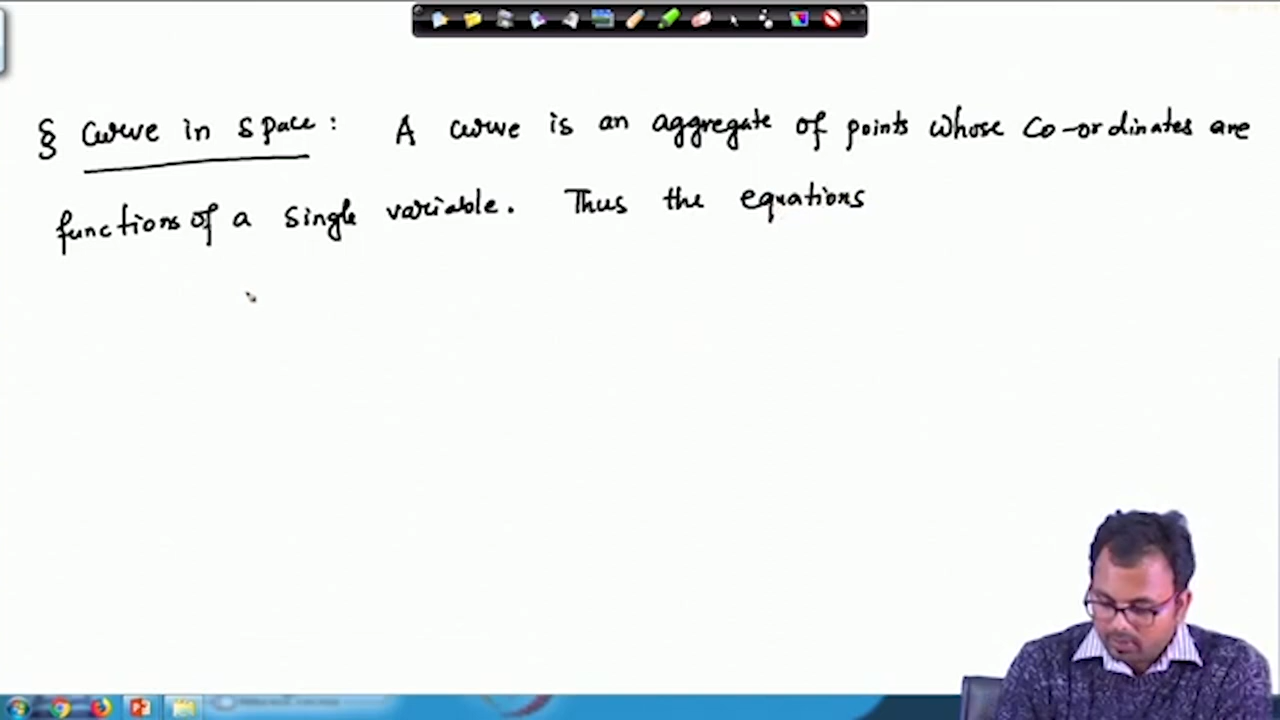 § Curve in space : A curve is an aggregate of points whose Co-ordinates are
functions of a single variable. Thus the equations